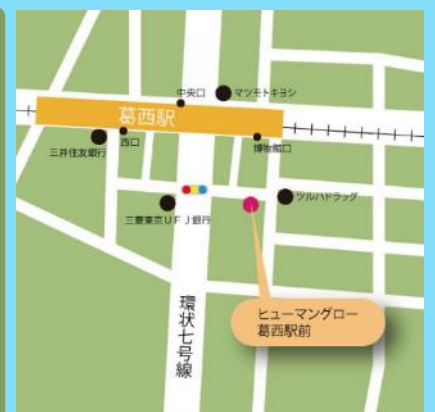 中央口
マツモトキヨシ
葛西駅
三井住友銀行
西口
博物館口
ツルハドラッグ
三菱東京UFJ銀行
環状七号線
ヒューマングロー
葛西駅前